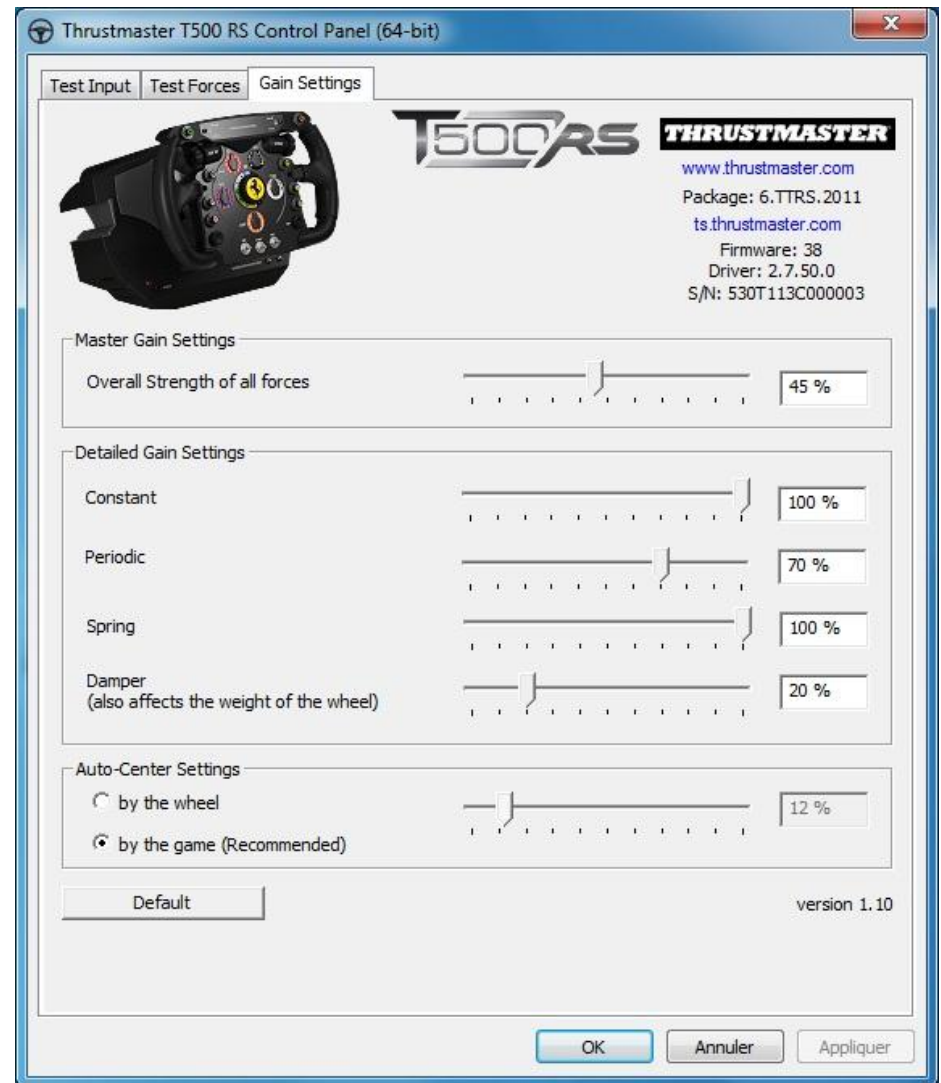 Thrustmaster T500 RS Control Panel (64-bit)
Test Input
Test Forces
Gain Settings
T500RS
THRUSTMASTER
www.thrustmaster.com
Package: 6.TTRS.2011
ts.thrustmaster.com
Firmware: 38
Driver: 2.7.50.0
S/N: 530T113C000003
Master Gain Settings
Overall Strength of all forces
45 %
Detailed Gain Settings
Constant
100 %
Periodic
70 %
Spring
100 %
Damper
(also affects the weight of the wheel)
20 %
Auto-Center Settings
by the wheel
12 %
by the game (Recommended)
Default
version 1.10
OK
Annuler
Appliquer